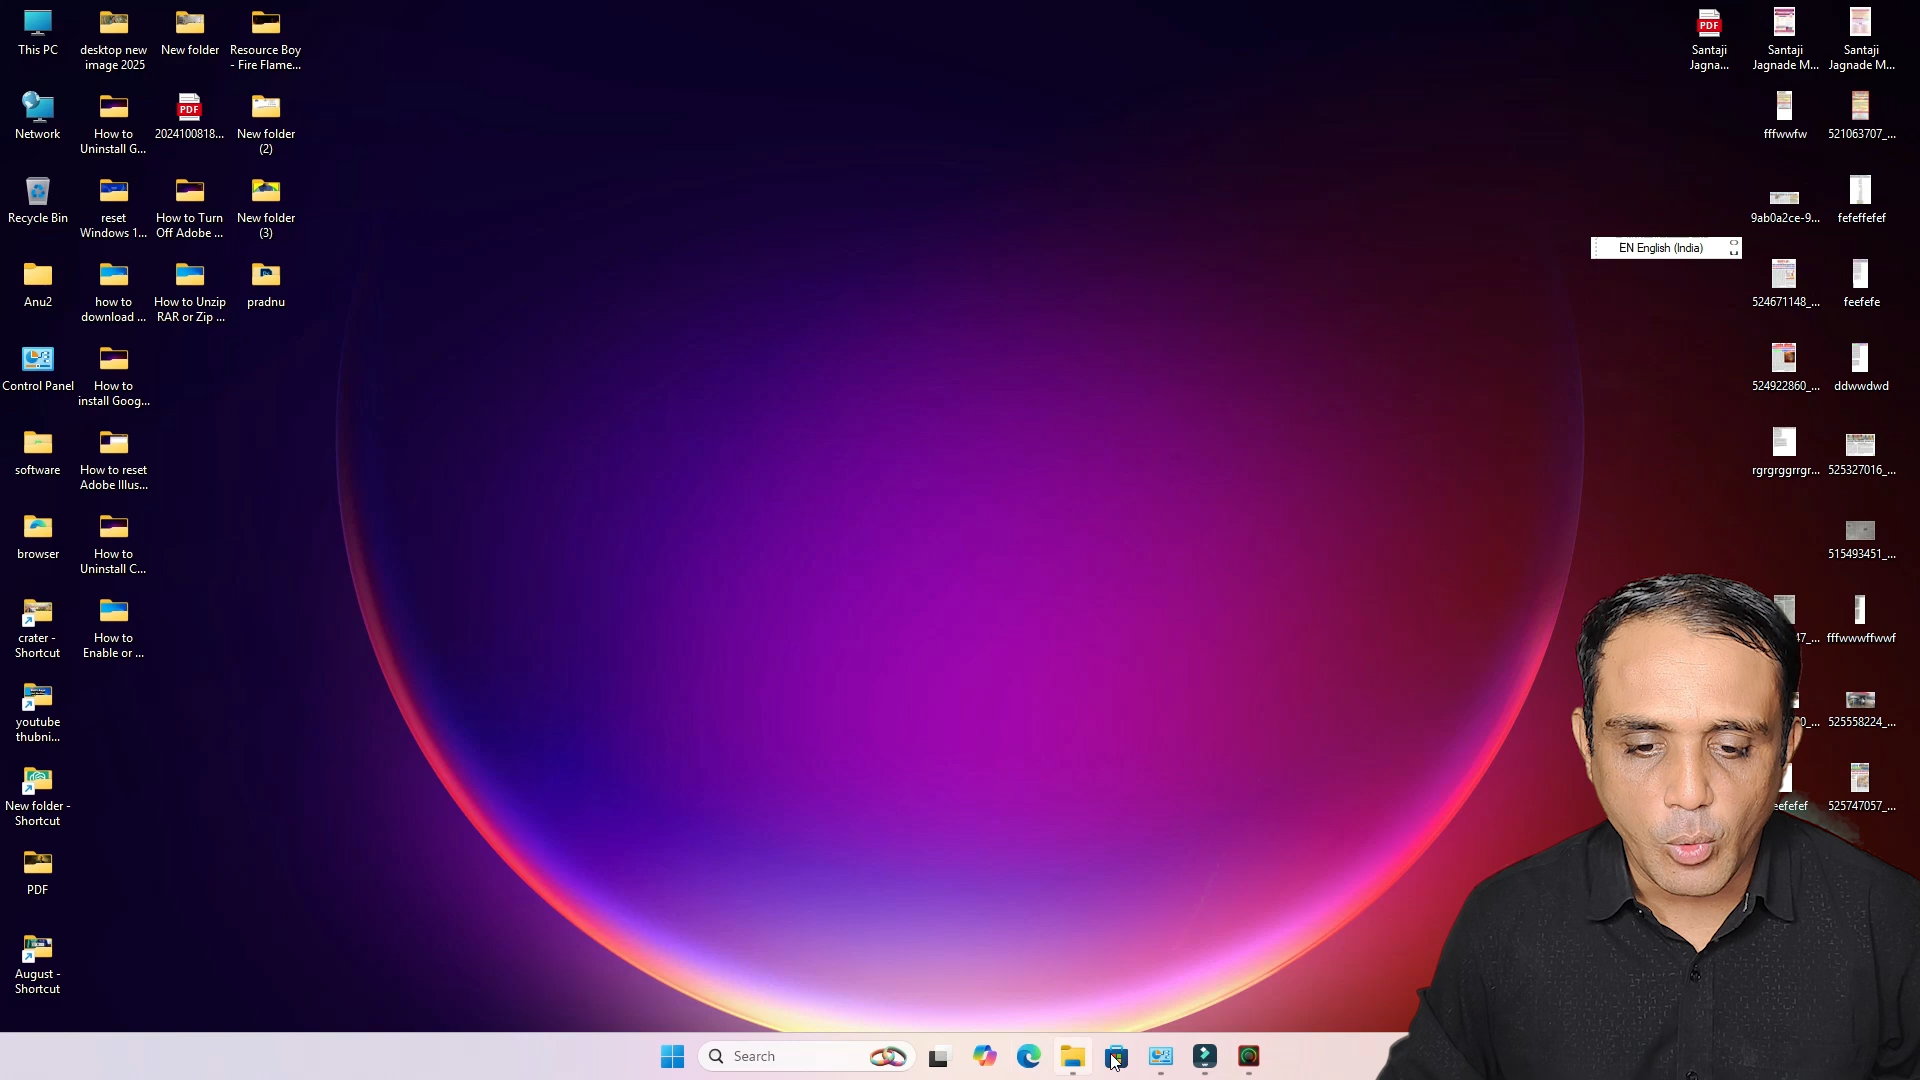 This PC
desktop new
image 2025
New folder
Resource Boy
- Fire Flame...
Network
How to
Uninstall G...
PDF
2024100818...
New folder
(2)
Recycle Bin
reset
Windows 1...
How to Turn
Off Adobe ...
New folder
(3)
Anu2
how to
download ...
How to Unzip
RAR or Zip ...
pradnu
Control Panel
How to
install Goog...
software
How to reset
Adobe Illus...
browser
How to
Uninstall C...
crater -
Shortcut
How to
Enable or ...
youtube
thubni...
New folder -
Shortcut
PDF
August -
Shortcut
PDF
Santaji
Jagna...
Santaji
Jagnade M...
Santaji
Jagnade M...
fffwwfw
521063707_...
9ab0a2ce-9...
fefeffefef
EN English (India)
524671148_...
feefefe
524922860_...
ddwwdwd
rgrgrggrrgr...
525327016_...
515493451_...
47_...
fffwwwffwwf
0_...
525558224_...
eefefef
525747057_...
Search